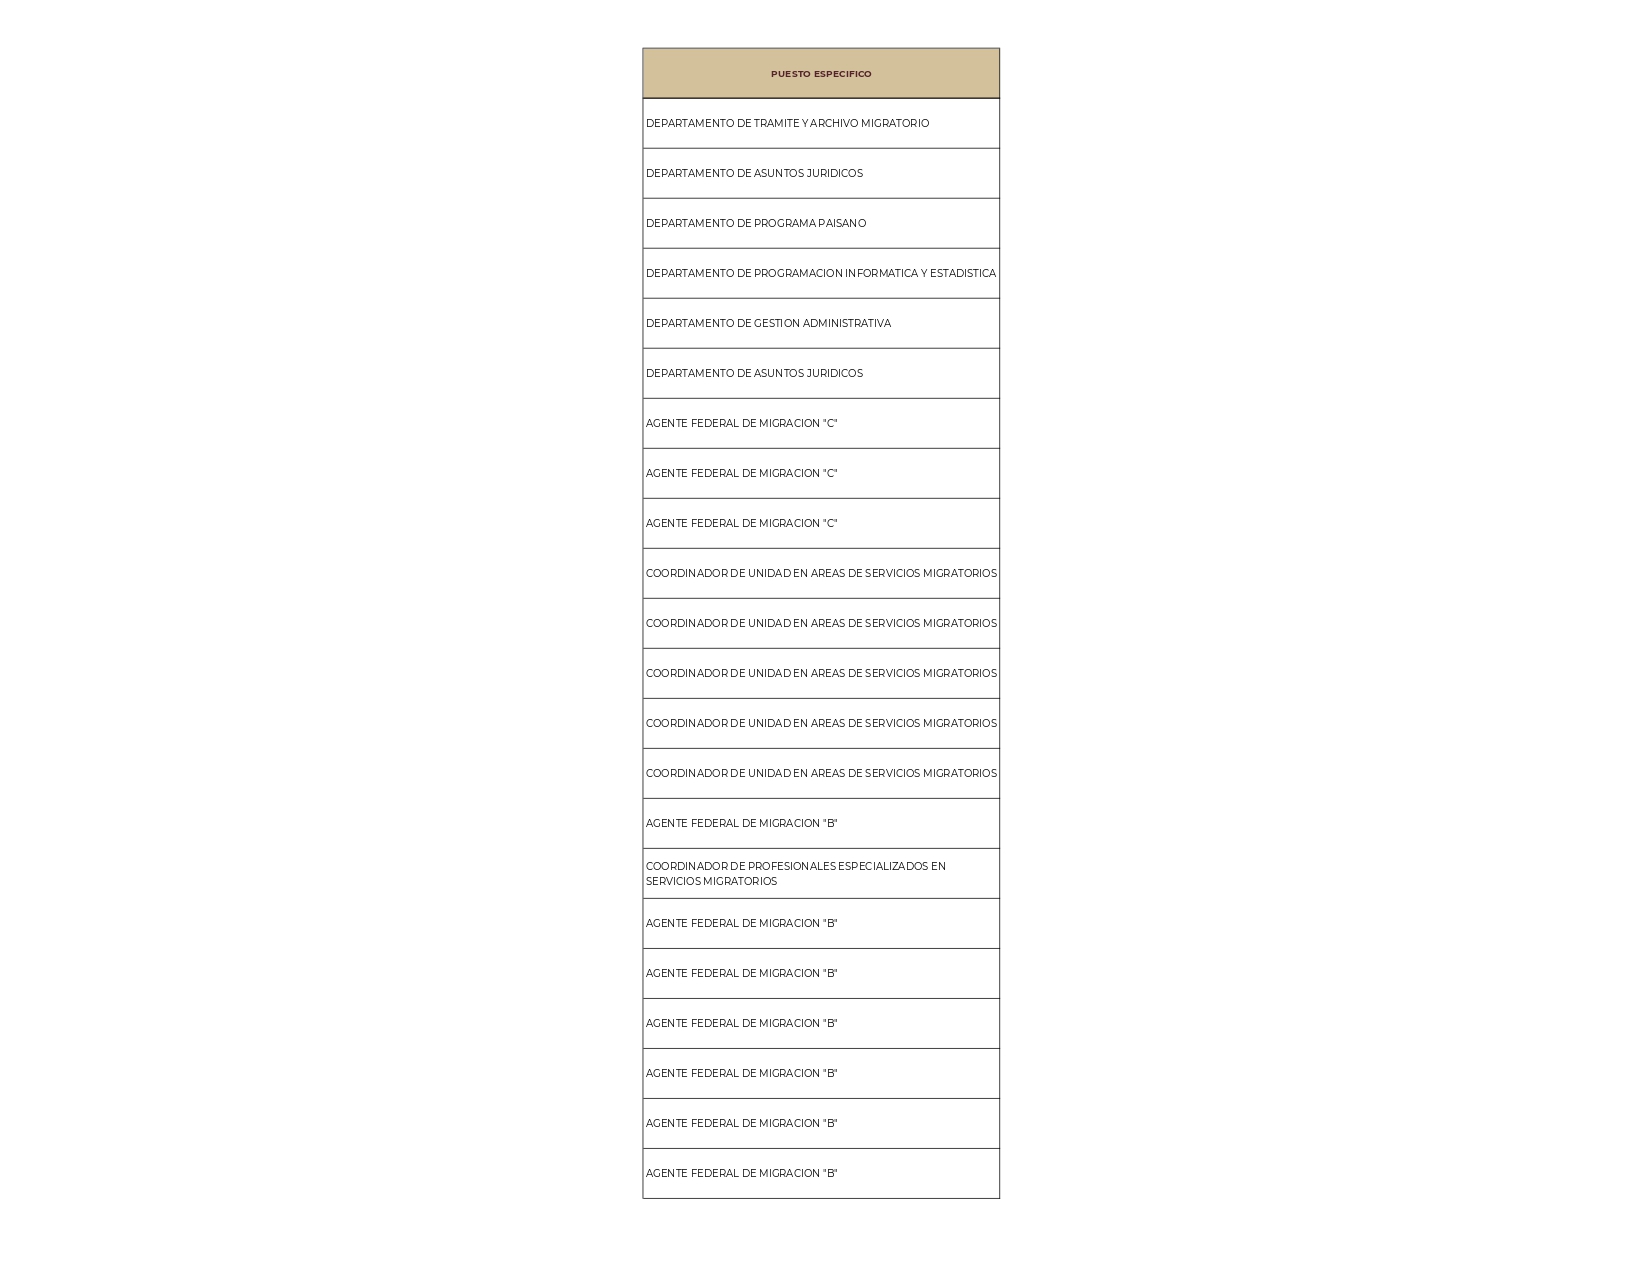 PUESTO ESPECIFICO
DEPARTAMENTO DE TRAMITE Y ARCHIVO MIGRATORIO
DEPARTAMENTO DE ASUNTOS JURIDICOS
DEPARTAMENTO DE PROGRAMA PAISANO
DEPARTAMENTO DE PROGRAMACION INFORMATICA Y ESTADISTICA
DEPARTAMENTO DE GESTION ADMINISTRATIVA
DEPARTAMENTO DE ASUNTOS JURIDICOS
AGENTE FEDERAL DE MIGRACION "C"
AGENTE FEDERAL DE MIGRACION "C"
AGENTE FEDERAL DE MIGRACION "C"
COORDINADOR DE UNIDAD EN AREAS DE SERVICIOS MIGRATORIOS
COORDINADOR DE UNIDAD EN AREAS DE SERVICIOS MIGRATORIOS
COORDINADOR DE UNIDAD EN AREAS DE SERVICIOS MIGRATORIOS
COORDINADOR DE UNIDAD EN AREAS DE SERVICIOS MIGRATORIOS
COORDINADOR DE UNIDAD EN AREAS DE SERVICIOS MIGRATORIOS
AGENTE FEDERAL DE MIGRACION "B"
COORDINADOR DE PROFESIONALES ESPECIALIZADOS EN
SERVICIOS MIGRATORIOS
AGENTE FEDERAL DE MIGRACION "B"
AGENTE FEDERAL DE MIGRACION "B"
AGENTE FEDERAL DE MIGRACION "B"
AGENTE FEDERAL DE MIGRACION "B"
AGENTE FEDERAL DE MIGRACION "B"
AGENTE FEDERAL DE MIGRACION "B"